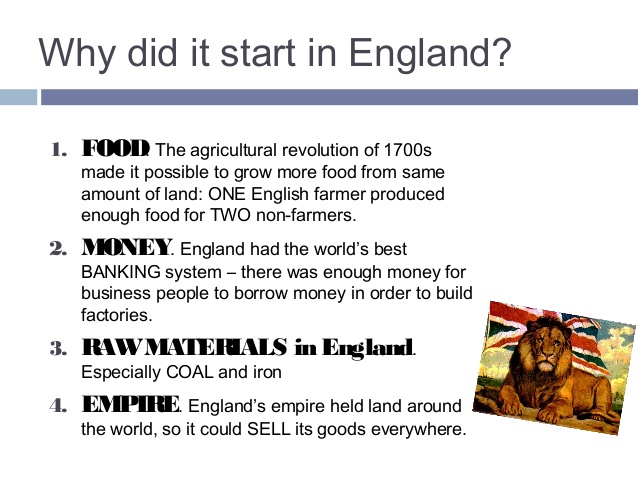 Why did it start in England?
1. FOOD. The agricultural revolution of 1700s
made it possible to grow more food from same
amount of land: ONE English farmer produced
enough food for TWO non-farmers.
2. MONEY. England had the world's best
BANKING system – there was enough money for
business people to borrow money in order to build
factories.
3. RAW MATERIALS in England.
Especially COAL and iron
4. EMPIRE. England's empire held land around
the world, so it could SELL its goods everywhere.